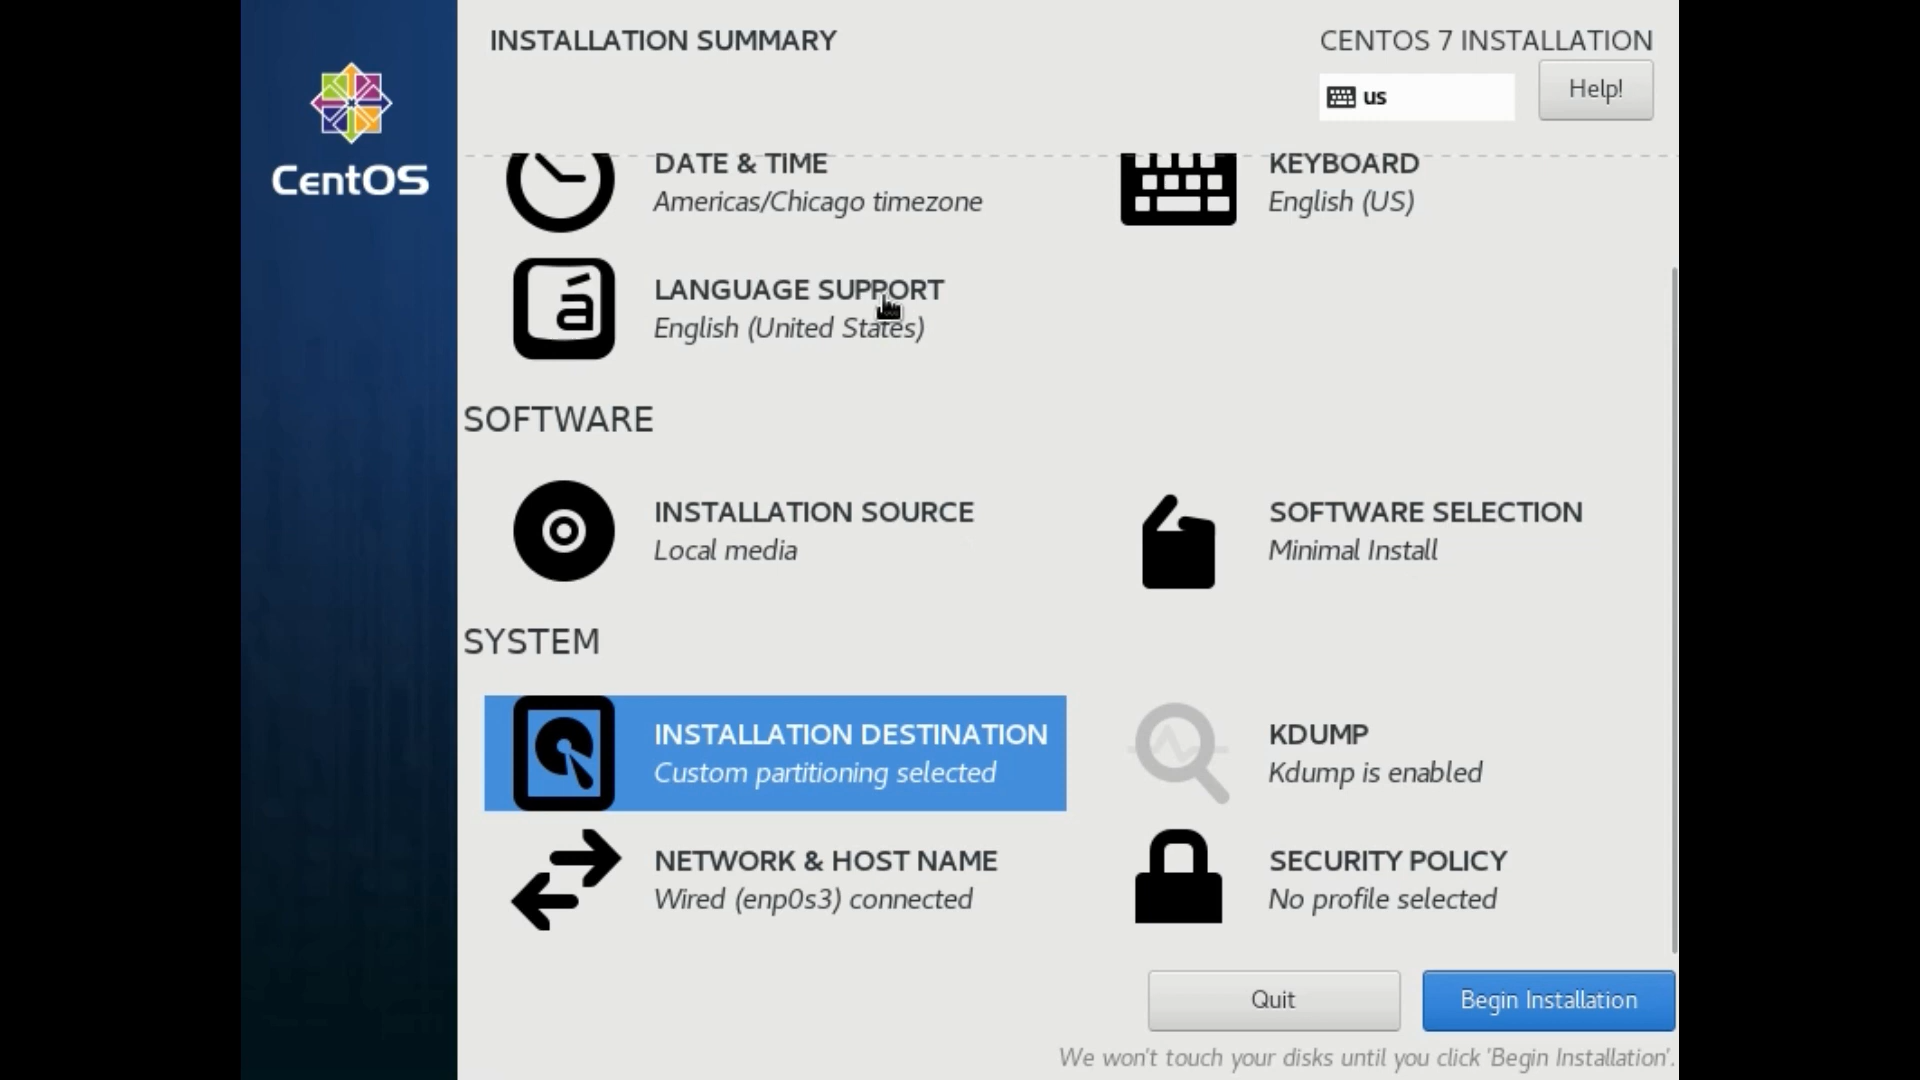 INSTALLATION SUMMARY
CENTOS 7 INSTALLATION
us
Help!
CentOS
DATE & TIME
Americas/Chicago timezone
KEYBOARD
English (US)
LANGUAGE SUPPORT
English (United States)
SOFTWARE
INSTALLATION SOURCE
Local media
SOFTWARE SELECTION
Minimal Install
SYSTEM
INSTALLATION DESTINATION
Custom partitioning selected
KDUMP
Kdump is enabled
NETWORK & HOST NAME
Wired (enp0s3) connected
SECURITY POLICY
No profile selected
Quit
Begin Installation
We won't touch your disks until you click 'Begin Installation'.